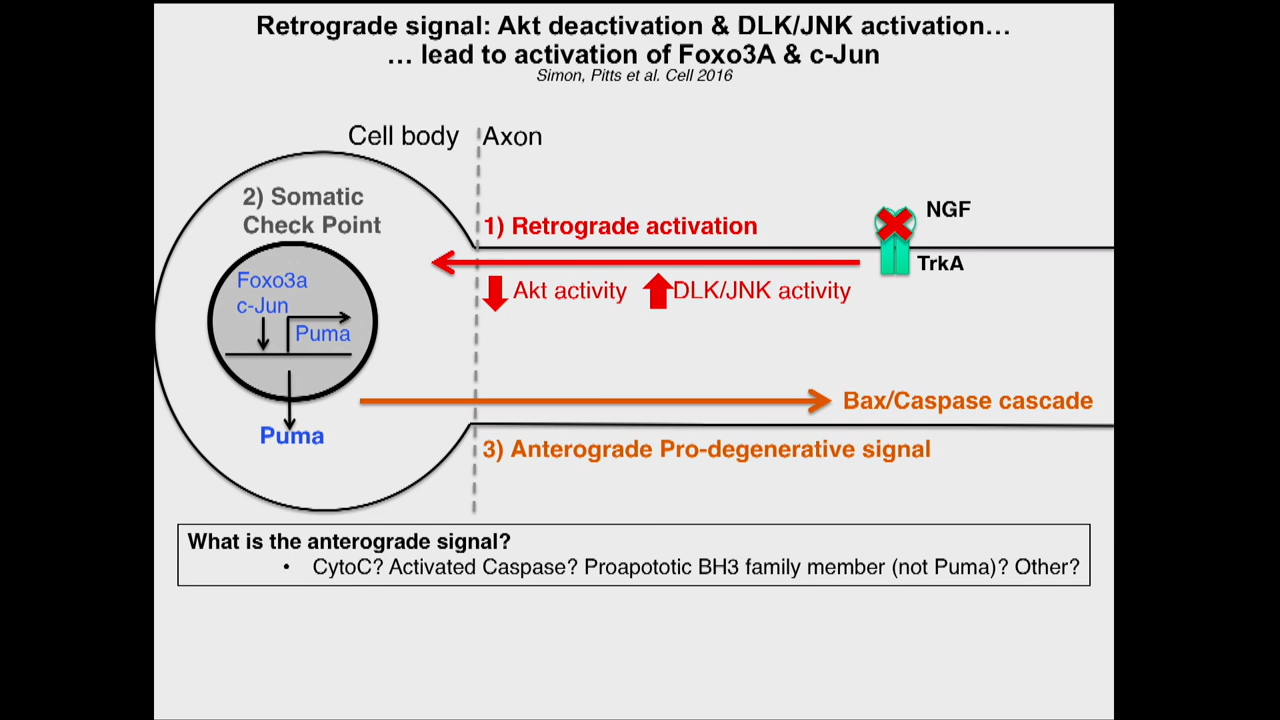 Retrograde signal: Akt deactivation & DLK/JNK activation…
… lead to activation of Foxo3A & c-Jun
Simon, Pitts et al. Cell 2016
Cell body
Axon
2) Somatic
Check Point
1) Retrograde activation
NGF
TrkA
Foxo3a
c-Jun
Puma
Akt activity
DLK/JNK activity
Puma
Bax/Caspase cascade
3) Anterograde Pro-degenerative signal
What is the anterograde signal?
• CytoC? Activated Caspase? Proapototic BH3 family member (not Puma)? Other?